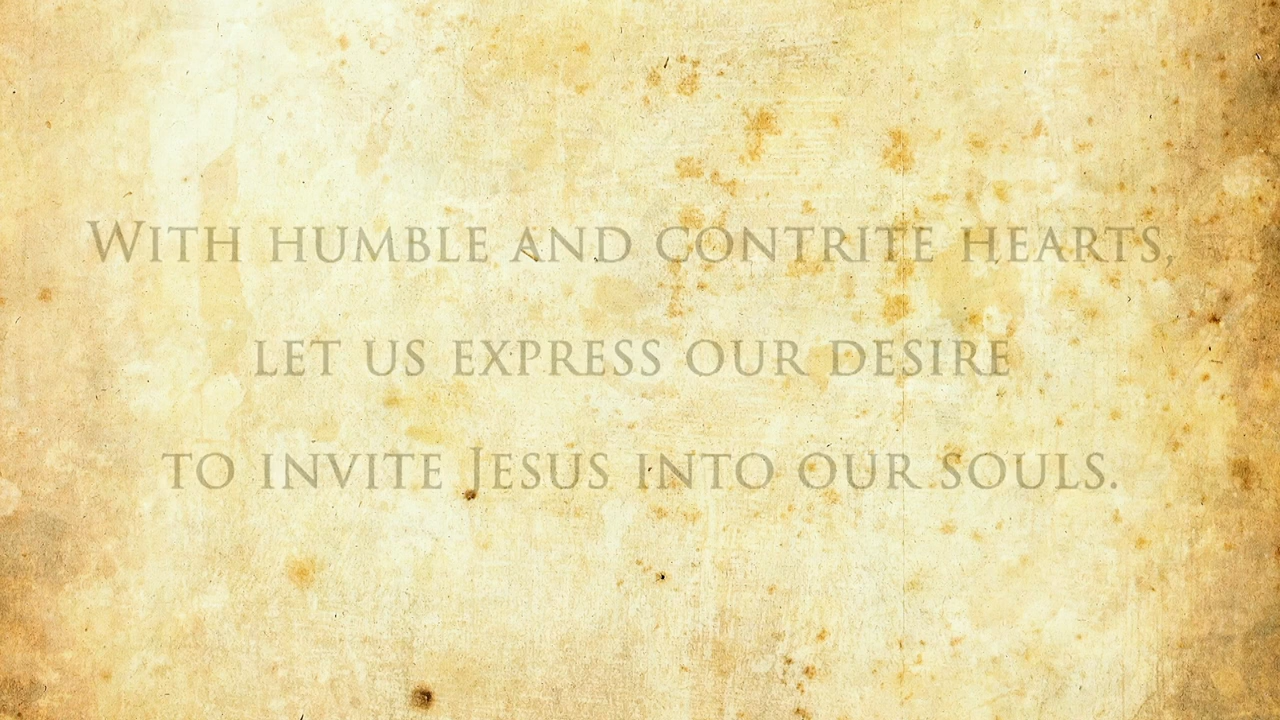 With humble and contrite hearts,
let us express our desire
to invite Jesus into our souls.